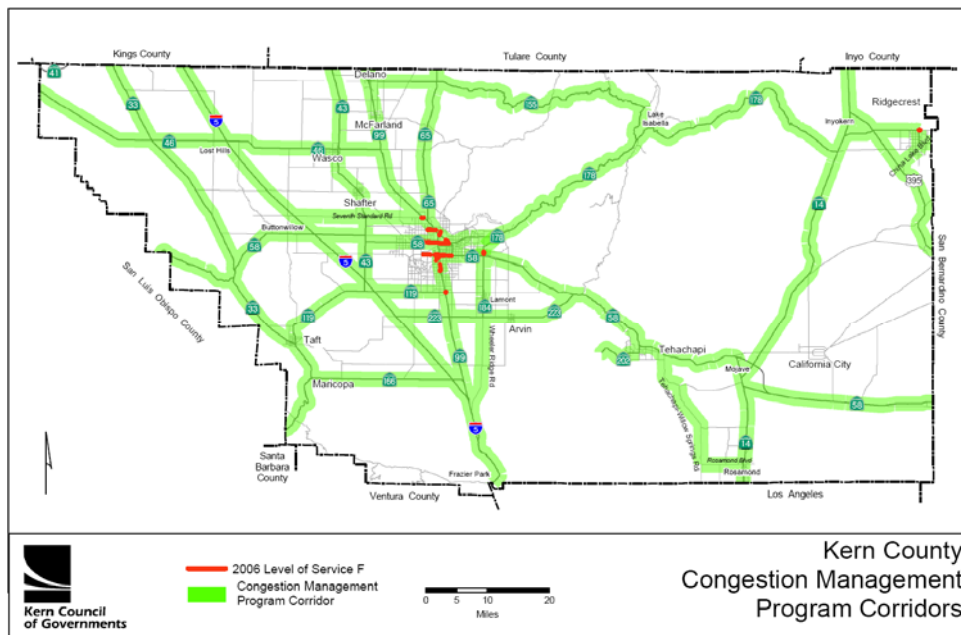 Kings County
Tulare County
Inyo County
41
Delano
Ridgecrest
33
5
43
99
155
178
Inyokern
McFarland
65
Lake
Isabella
China Lake Blvd
46
Lost Hills
46
Wasco
178
395
Shafter
65
14
Seventh Standard Rd
Buttonwillow
58
178
58
58
5
43
San Luis Obispo County
San Bernardino County
119
184
Lamont
33
119
223
223
Arvin
58
Taft
Wheeler Ridge Rd
99
Tehachapi
202
California City
Mojave
Maricopa
166
58
Tehachapi Willow Springs Rd
5
14
Santa
Barbara
County
Rosamond Blvd
Frazier Park
Rosamond
Ventura County
Los Angeles
Kern Council
of Governments
2006 Level of Service F
Congestion Management
Program Corridor
0 5 10 20
Miles
Kern County
Congestion Management
Program Corridors